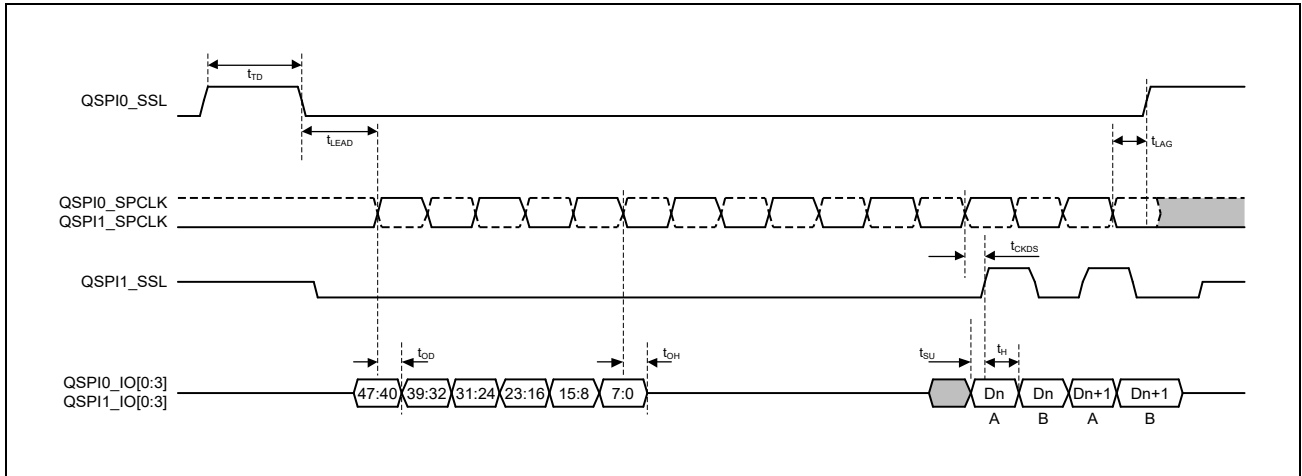 tTD
QSPI0_SSL
tLEAD
tLAG
QSPI0_SPCLK
QSPI1_SPCLK
tCKDS
QSPI1_SSL
tOD
tOH
tSU
tH
QSPI0_IO[0:3]
QSPI1_IO[0:3]
47:40 39:32 31:24 23:16 15:8 7:0 Dn Dn Dn+1 Dn+1
A B A B